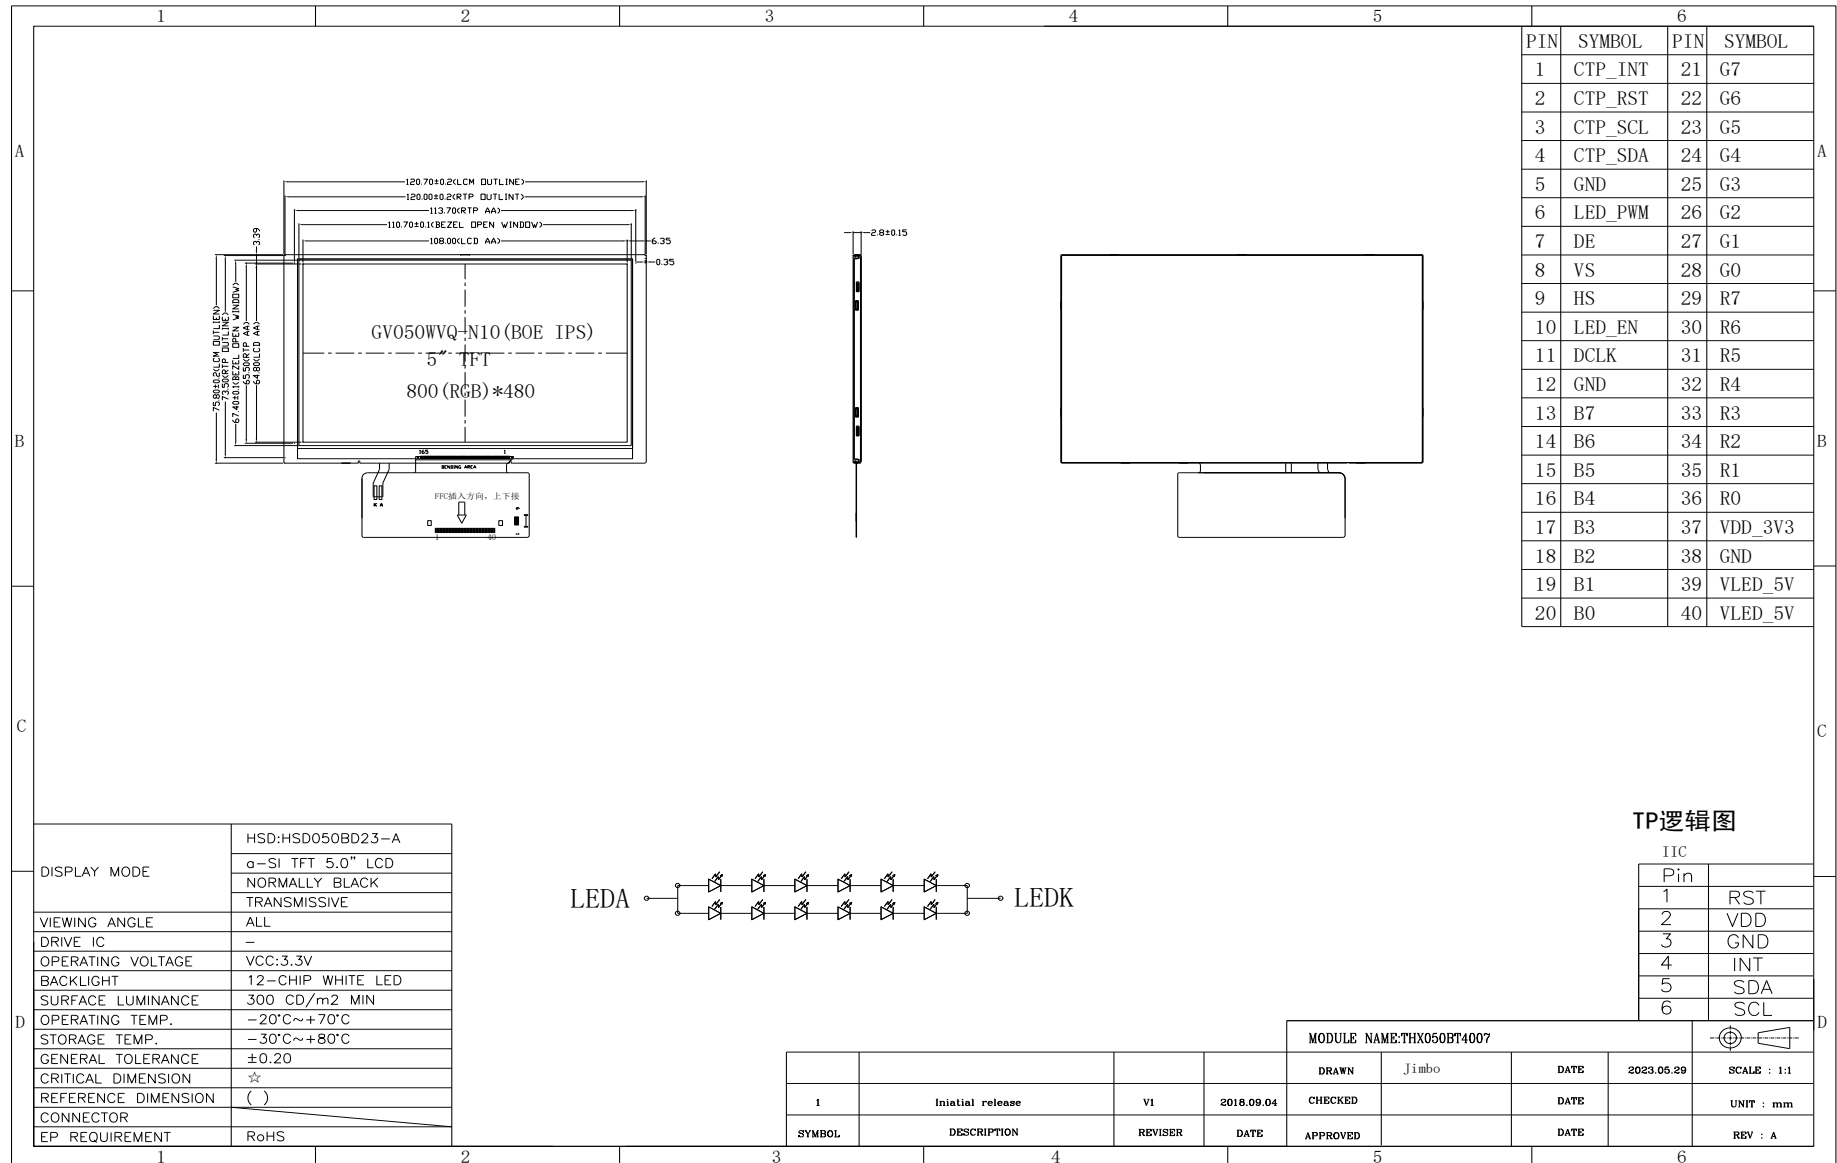 1 2 3 4 5 6
A
B
C
D
A
B
C
D
PIN SYMBOL PIN SYMBOL
1 CTP_INT 21 G7
2 CTP_RST 22 G6
3 CTP_SCL 23 G5
4 CTP_SDA 24 G4
5 GND 25 G3
6 LED_PWM 26 G2
7 DE 27 G1
8 VS 28 G0
9 HS 29 R7
10 LED_EN 30 R6
11 DCLK 31 R5
12 GND 32 R4
13 B7 33 R3
14 B6 34 R2
15 B5 35 R1
16 B4 36 R0
17 B3 37 VDD_3V3
18 B2 38 GND
19 B1 39 VLED_5V
20 B0 40 VLED_5V
120.70±0.2(LCM OUTLINE)
120.00±0.2(RTP OUTLINT)
113.70(RTP AA)
110.70±0.1(BEZEL OPEN WINDOW)
108.00(LCD AA)
6.35
0.35
3.39
75.80±0.2(LCM OUTLIEN)
73.50(RTP OUTLINE)
67.40±0.1(BEZEL OPEN WINDOW)
65.50(RTP AA)
64.80(LCD AA)
GV050WVQ-N10(BOE IPS)
5″ TFT
800(RGB)*480
165 1
BENDING AREA
K A
FFC插入方向，上下接
1 40
2.8±0.15
LEDA LEDK
TP逻辑图
IIC
Pin
1 RST
2 VDD
3 GND
4 INT
5 SDA
6 SCL
DISPLAY MODE
HSD:HSD050BD23-A
a-SI TFT 5.0" LCD
NORMALLY BLACK
TRANSMISSIVE
VIEWING ANGLE ALL
DRIVE IC -
OPERATING VOLTAGE VCC:3.3V
BACKLIGHT 12-CHIP WHITE LED
SURFACE LUMINANCE 300 CD/m2 MIN
OPERATING TEMP. -20°C~+70°C
STORAGE TEMP. -30°C~+80°C
GENERAL TOLERANCE ±0.20
CRITICAL DIMENSION ☆
REFERENCE DIMENSION ( )
CONNECTOR
EP REQUIREMENT RoHS
MODULE NAME:THX050BT4007
DRAWN Jimbo DATE 2023.05.29 SCALE : 1:1
1 Iniatial release V1 2018.09.04 CHECKED DATE UNIT : mm
SYMBOL DESCRIPTION REVISER DATE APPROVED DATE REV : A
1 2 3 4 5 6